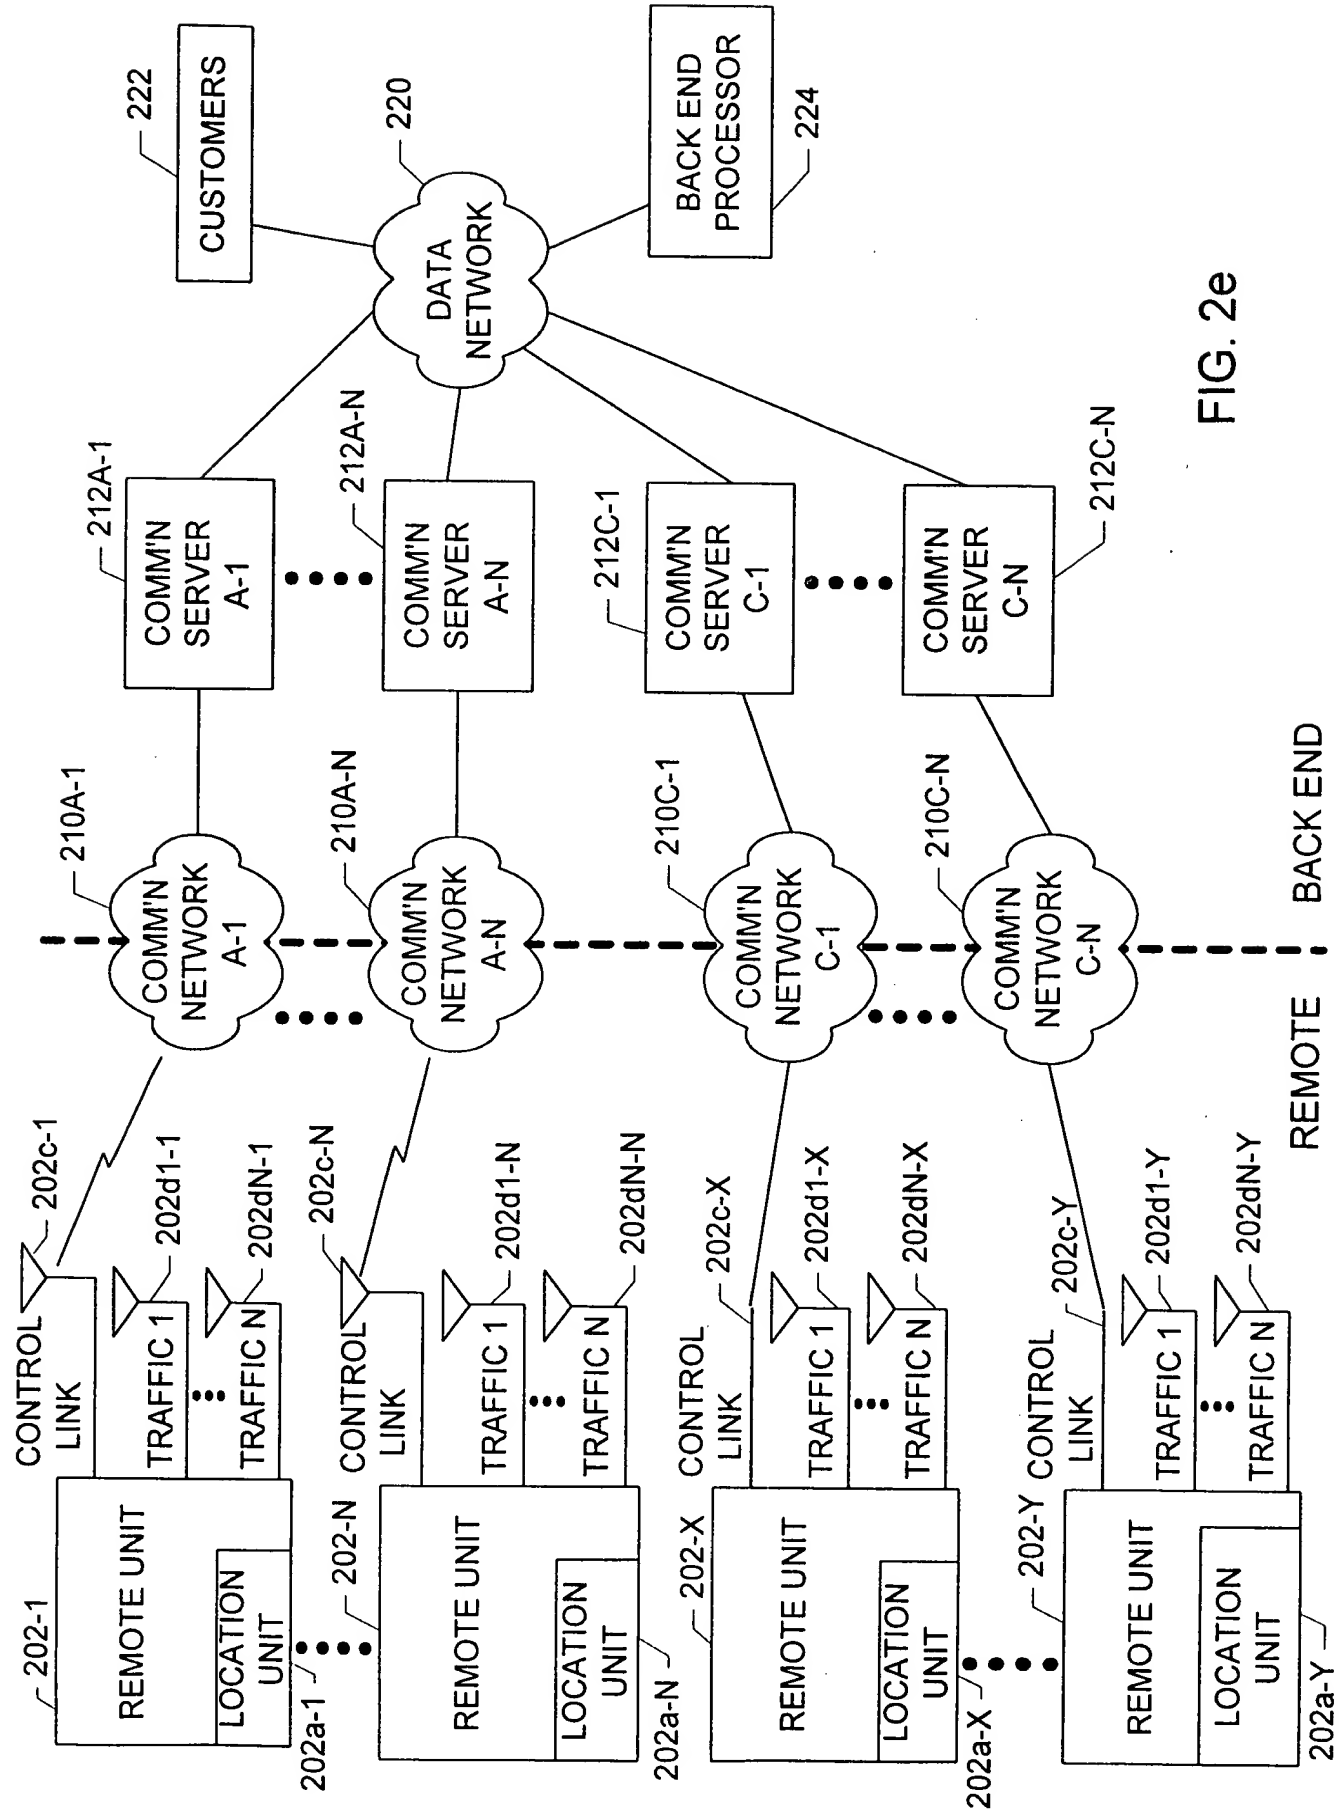 202-1
REMOTE UNIT
LOCATION
UNIT
202a-1
CONTROL
LINK
202c-1
TRAFFIC 1
202d1-1
TRAFFIC N
202dN-1
COMM'N
NETWORK
A-1
210A-1
COMM'N
SERVER
A-1
212A-1
CUSTOMERS
222
202-N
REMOTE UNIT
LOCATION
UNIT
202a-N
CONTROL
LINK
202c-N
TRAFFIC 1
202d1-N
TRAFFIC N
202dN-N
COMM'N
NETWORK
A-N
210A-N
COMM'N
SERVER
A-N
212A-N
DATA
NETWORK
220
202-X
REMOTE UNIT
LOCATION
UNIT
202a-X
CONTROL
LINK
202c-X
TRAFFIC 1
202d1-X
TRAFFIC N
202dN-X
COMM'N
NETWORK
C-1
210C-1
COMM'N
SERVER
C-1
212C-1
BACK END
PROCESSOR
224
202-Y
REMOTE UNIT
LOCATION
UNIT
202a-Y
CONTROL
LINK
202c-Y
TRAFFIC 1
202d1-Y
TRAFFIC N
202dN-Y
COMM'N
NETWORK
C-N
210C-N
COMM'N
SERVER
C-N
212C-N
REMOTE
BACK END
FIG. 2e